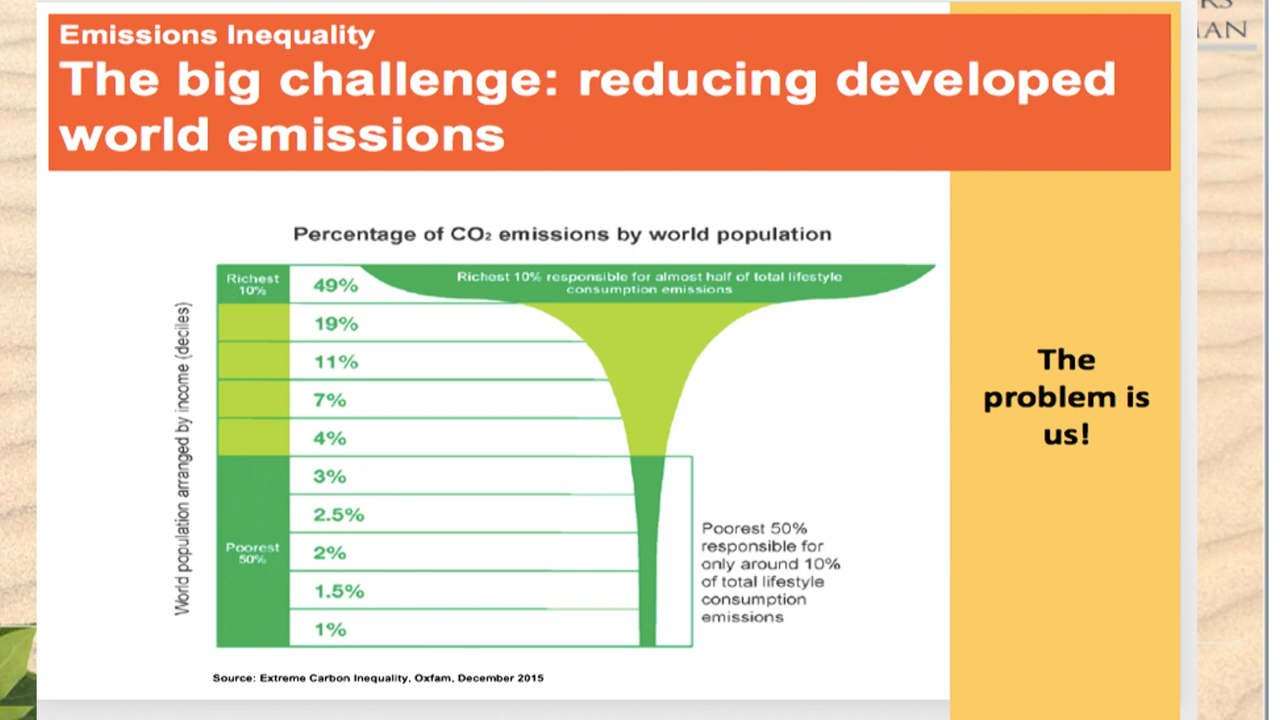 Emissions Inequality
The big challenge: reducing developed
world emissions
Percentage of CO₂ emissions by world population
World population arranged by income (deciles)
Richest
10%
49%
Richest 10% responsible for almost half of total lifestyle
consumption emissions
19%
11%
7%
4%
3%
2.5%
2%
1.5%
1%
Poorest
50%
Poorest 50%
responsible for
only around 10%
of total lifestyle
consumption
emissions
Source: Extreme Carbon Inequality, Oxfam, December 2015
The
problem is
us!